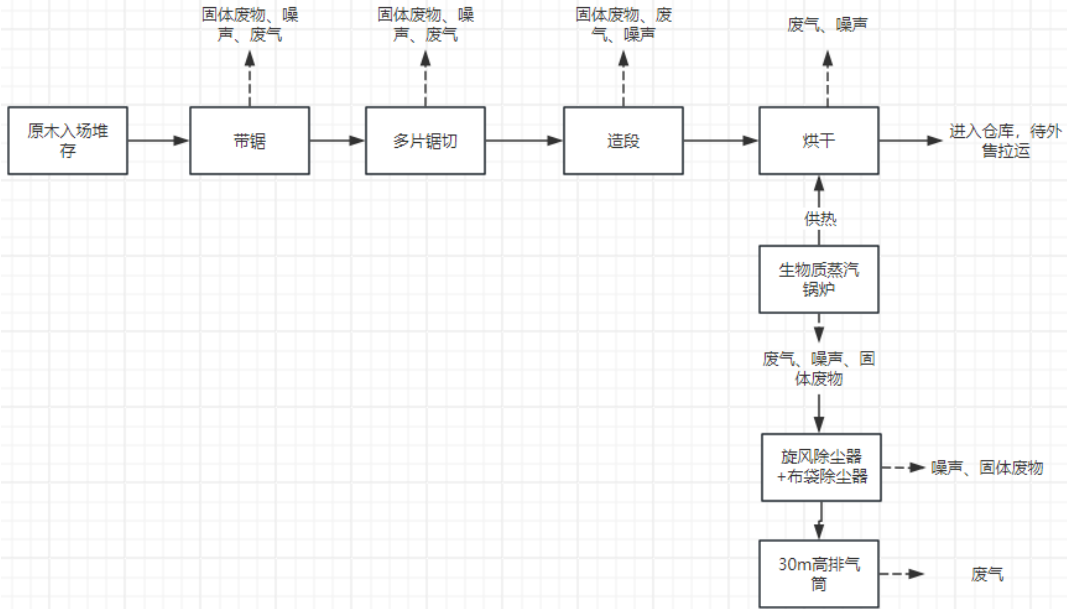 固体废物、噪
声、废气
固体废物、噪
声、废气
固体废物、废
气、噪声
废气、噪声
原木入场堆
存
带锯
多片锯切
造段
烘干
进入仓库，待外
售拉运
供热
生物质蒸汽
锅炉
废气、噪声、固
体废物
旋风除尘器
+布袋除尘器
噪声、固体废物
30m高排气
筒
废气